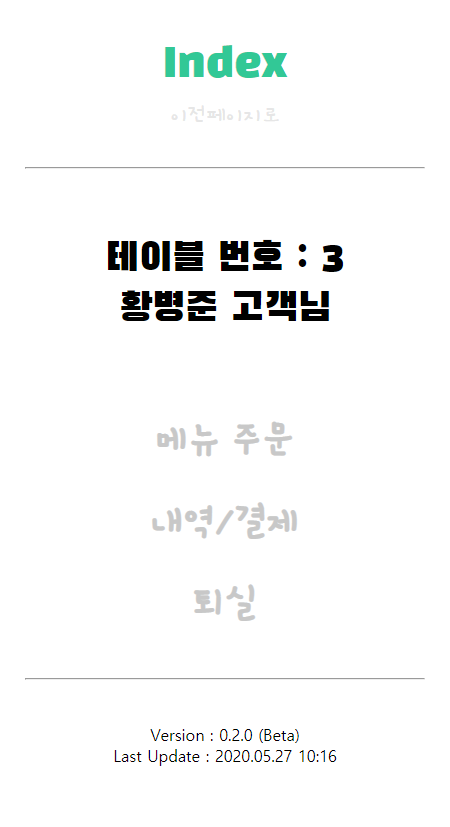 Index
이전페이지로
테이블 번호 : 3
황병준 고객님
메뉴 주문
내역/결제
퇴실
Version : 0.2.0 (Beta)
Last Update : 2020.05.27 10:16